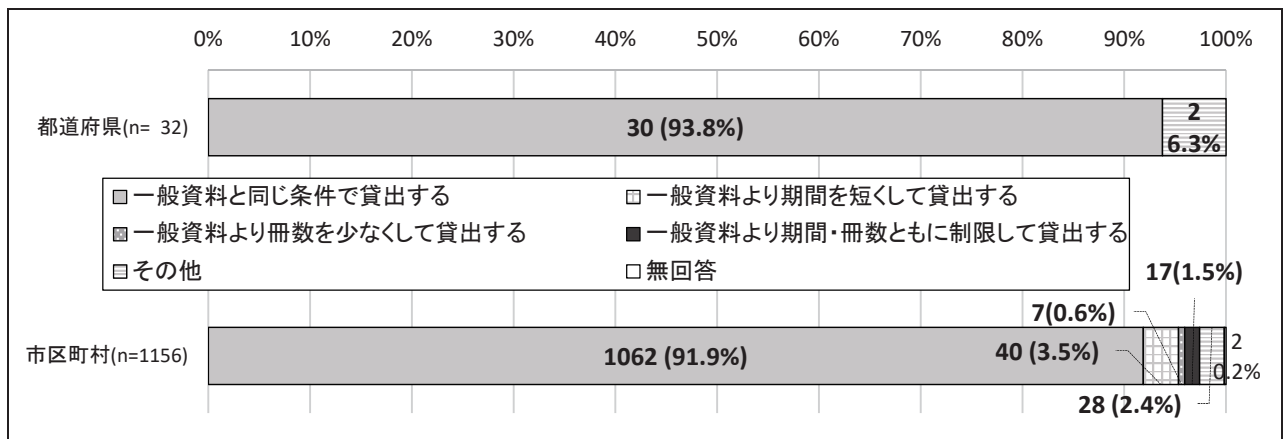 0% 10% 20% 30% 40% 50% 60% 70% 80% 90% 100%
都道府県(n= 32)
30 (93.8%)
2
6.3%
一般資料と同じ条件で貸出する
一般資料より期間を短くして貸出する
一般資料より冊数を少なくして貸出する
一般資料より期間・冊数ともに制限して貸出する
その他
無回答
17(1.5%)
7(0.6%)
市区町村(n=1156)
1062 (91.9%)
40 (3.5%)
2
0.2%
28 (2.4%)